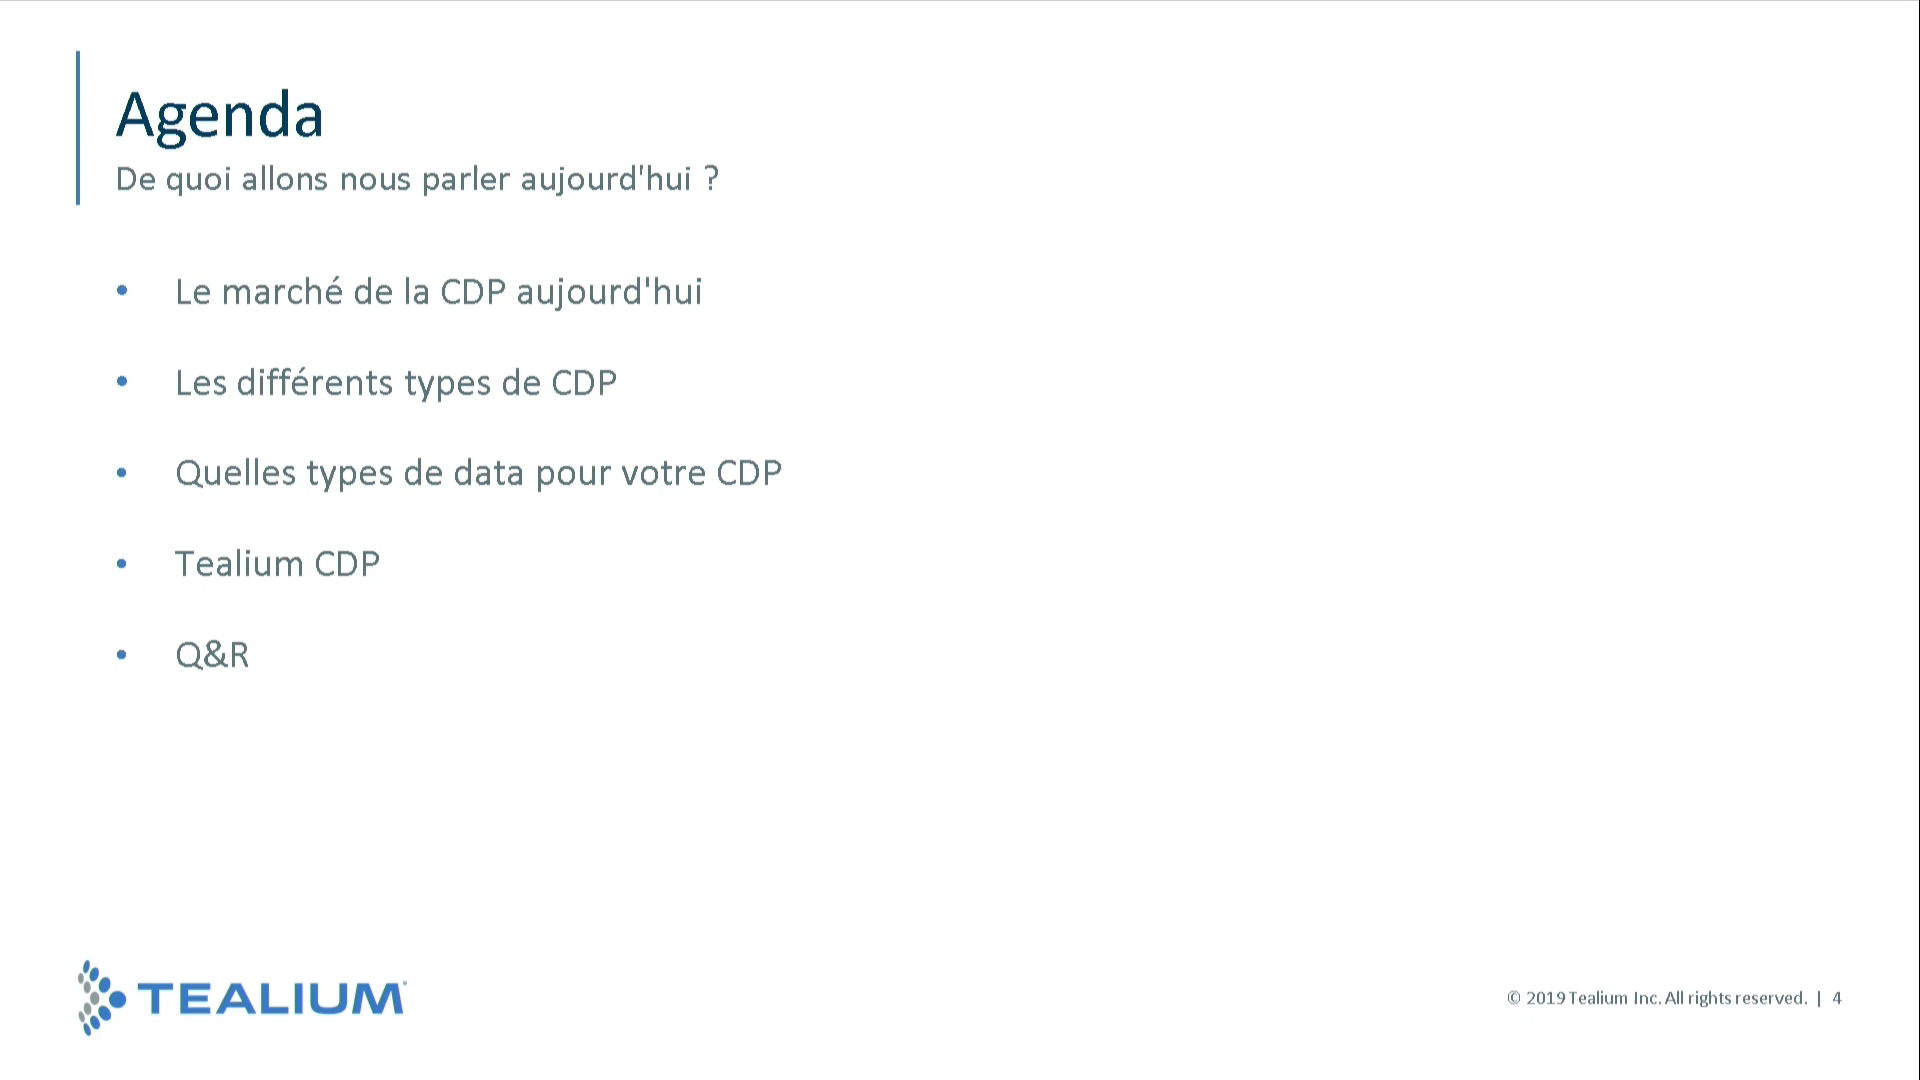 Agenda
De quoi allons nous parler aujourd'hui ?
• Le marché de la CDP aujourd'hui
• Les différents types de CDP
• Quelles types de data pour votre CDP
• Tealium CDP
• Q&R
TEALIUM
© 2019 Tealium Inc. All rights reserved. | 4